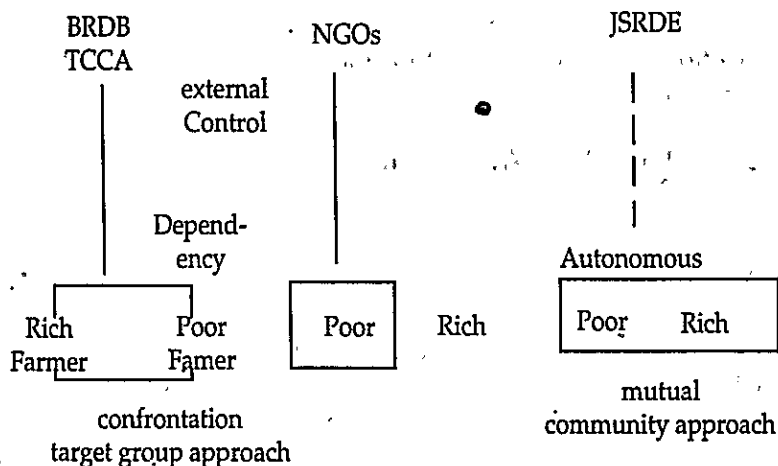 BRDB
TCCA
NGOs
JSRDE
external
Control
Depend-
ency
Autonomous
Rich
Farmer
Poor
Famer
Poor
Rich
Poor
Rich
confrontation
target group approach
mutual
community approach